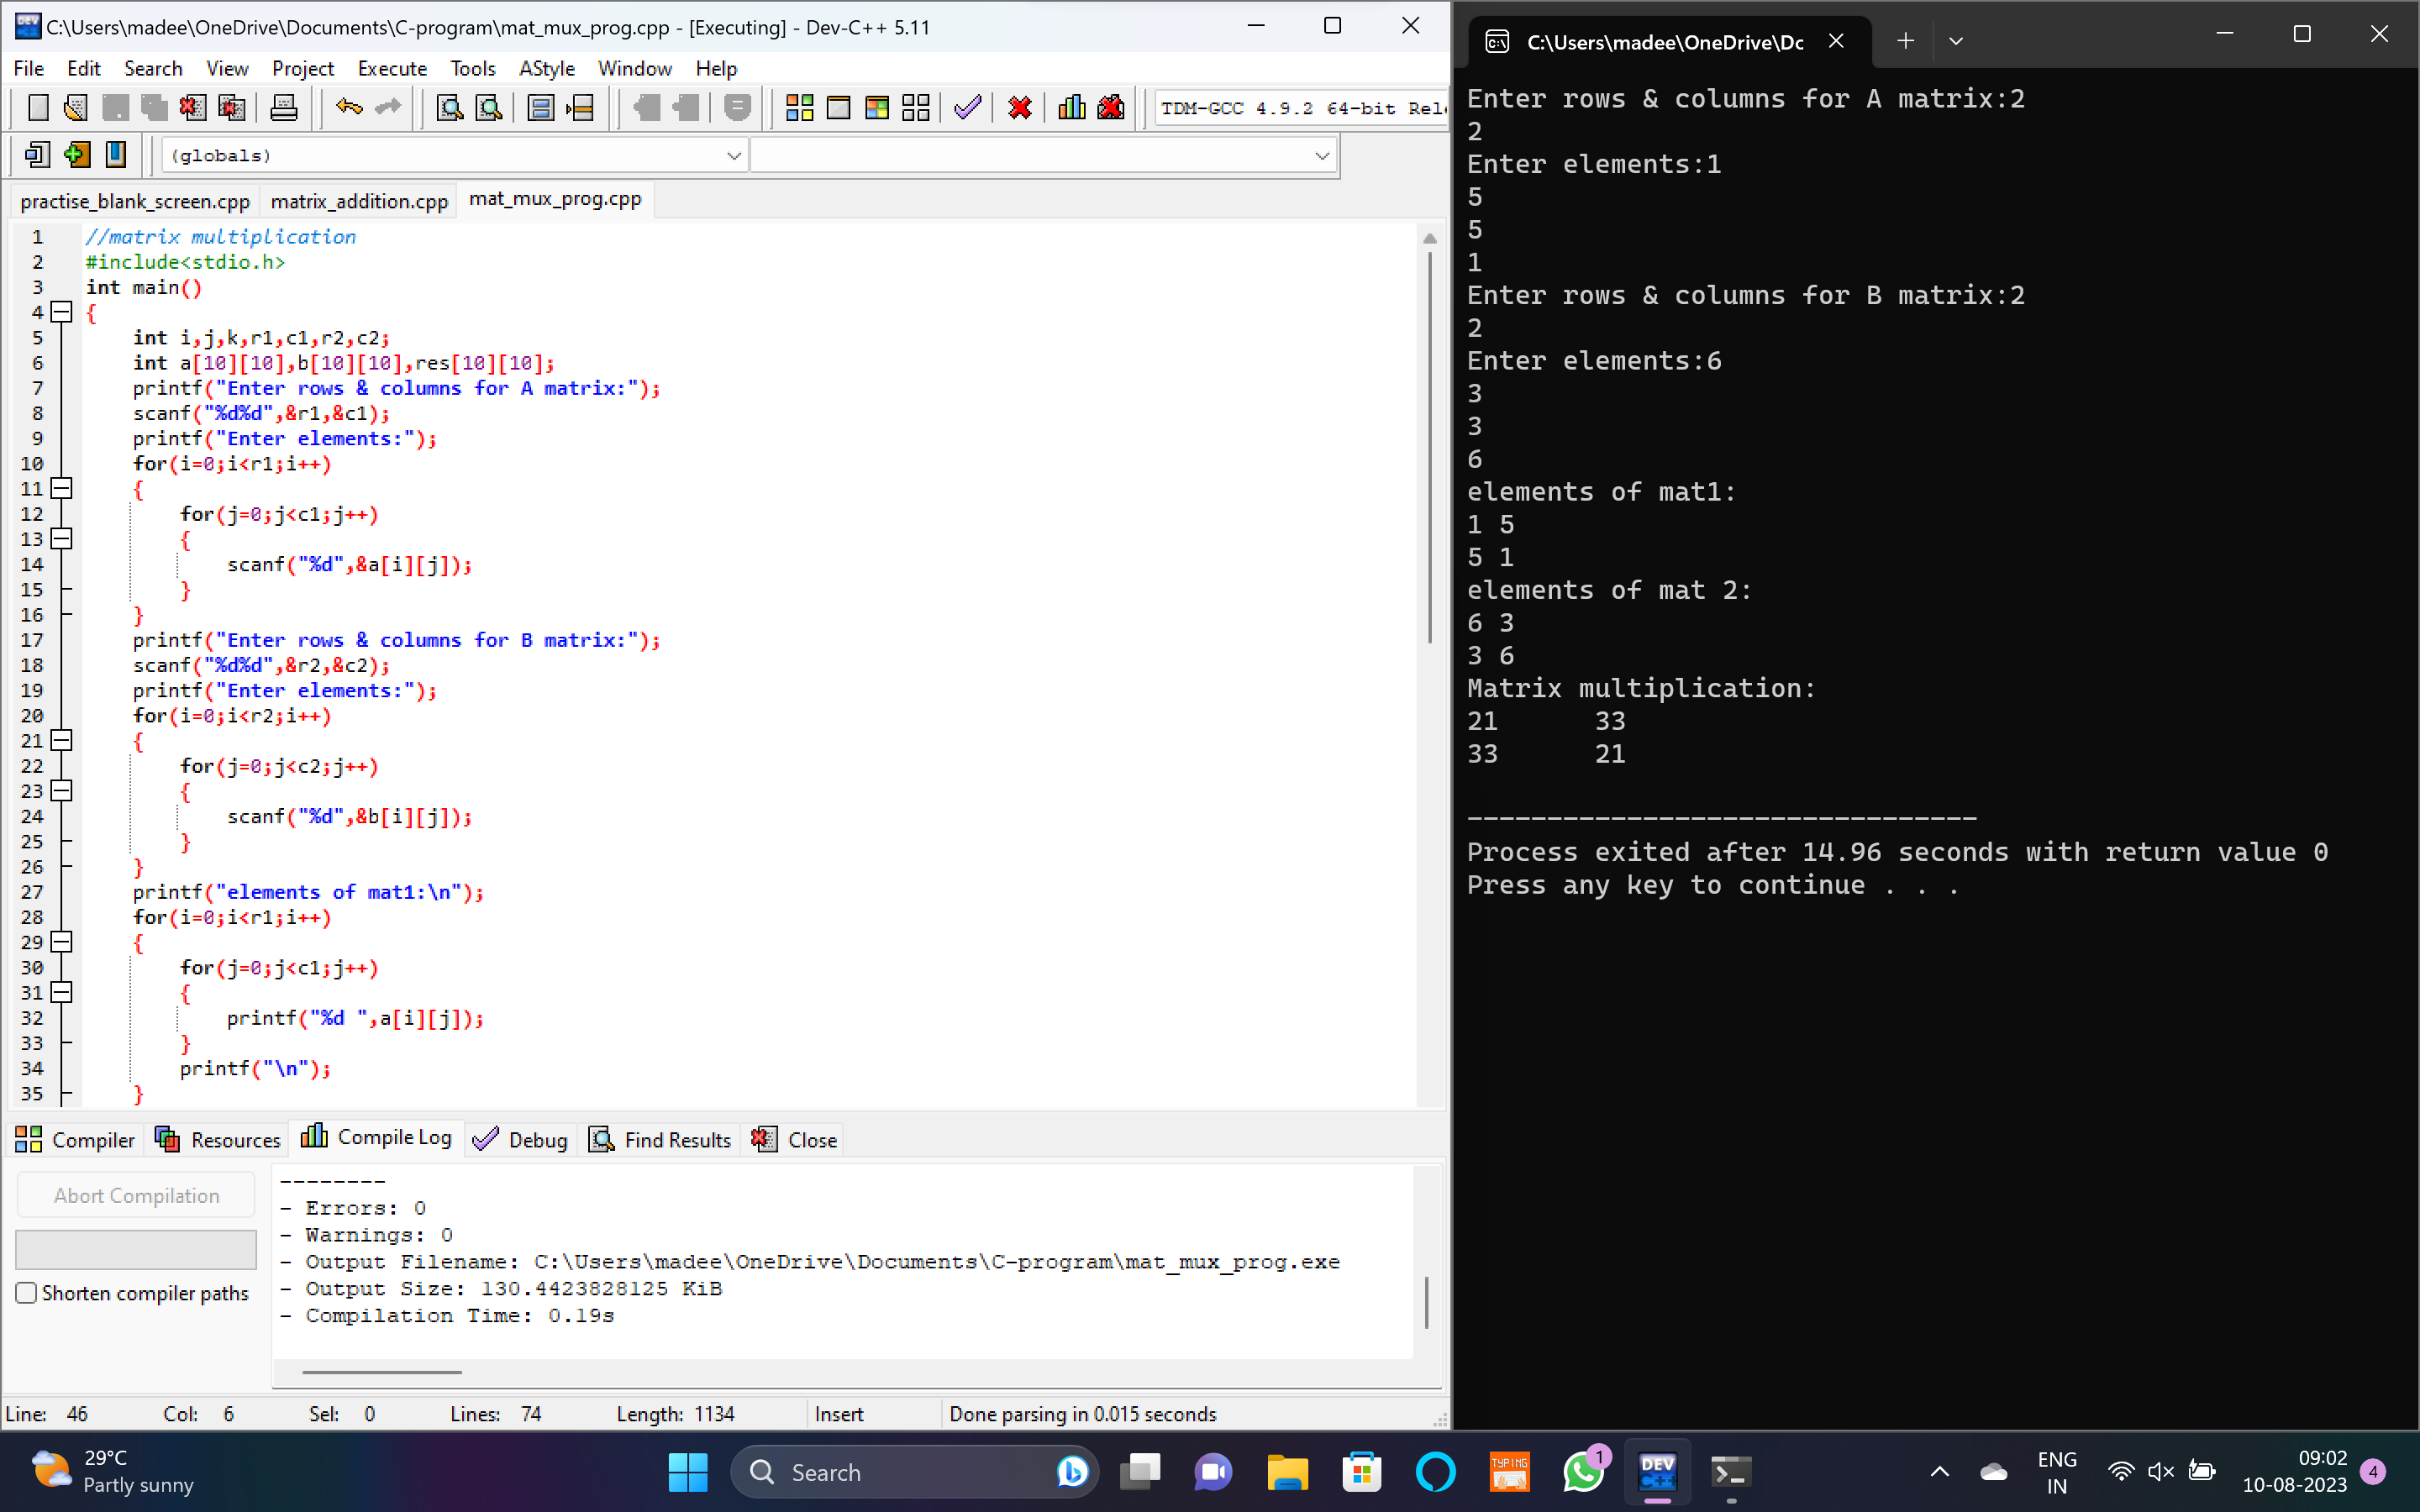 C:\Users\madee\OneDrive\Documents\C-program\mat_mux_prog.cpp - [Executing] - Dev-C++ 5.11
File Edit Search View Project Execute Tools AStyle Window Help
TDM-GCC 4.9.2 64-bit Rel
(globals)
practise_blank_screen.cpp matrix_addition.cpp mat_mux_prog.cpp
1 //matrix multiplication
2 #include<stdio.h>
3 int main()
4 {
5 int i,j,k,r1,c1,r2,c2;
6 int a[10][10],b[10][10],res[10][10];
7 printf("Enter rows & columns for A matrix:");
8 scanf("%d%d",&r1,&c1);
9 printf("Enter elements:");
10 for(i=0;i<r1;i++)
11 {
12 for(j=0;j<c1;j++)
13 {
14 scanf("%d",&a[i][j]);
15 }
16 }
17 printf("Enter rows & columns for B matrix:");
18 scanf("%d%d",&r2,&c2);
19 printf("Enter elements:");
20 for(i=0;i<r2;i++)
21 {
22 for(j=0;j<c2;j++)
23 {
24 scanf("%d",&b[i][j]);
25 }
26 }
27 printf("elements of mat1:\n");
28 for(i=0;i<r1;i++)
29 {
30 for(j=0;j<c1;j++)
31 {
32 printf("%d ",a[i][j]);
33 }
34 printf("\n");
35 }
Compiler Resources Compile Log Debug Find Results Close
Abort Compilation
Shorten compiler paths
--------
- Errors: 0
- Warnings: 0
- Output Filename: C:\Users\madee\OneDrive\Documents\C-program\mat_mux_prog.exe
- Output Size: 130.4423828125 KiB
- Compilation Time: 0.19s
Line: 46 Col: 6 Sel: 0 Lines: 74 Length: 1134 Insert Done parsing in 0.015 seconds
C:\Users\madee\OneDrive\Dc
Enter rows & columns for A matrix:2
2
Enter elements:1
5
5
1
Enter rows & columns for B matrix:2
2
Enter elements:6
3
3
6
elements of mat1:
1 5
5 1
elements of mat 2:
6 3
3 6
Matrix multiplication:
21 33
33 21
--------------------------------
Process exited after 14.96 seconds with return value 0
Press any key to continue . . .
29°C
Partly sunny
Search
TYPING
1
DEV
C++
ENG
IN
09:02
10-08-2023
4